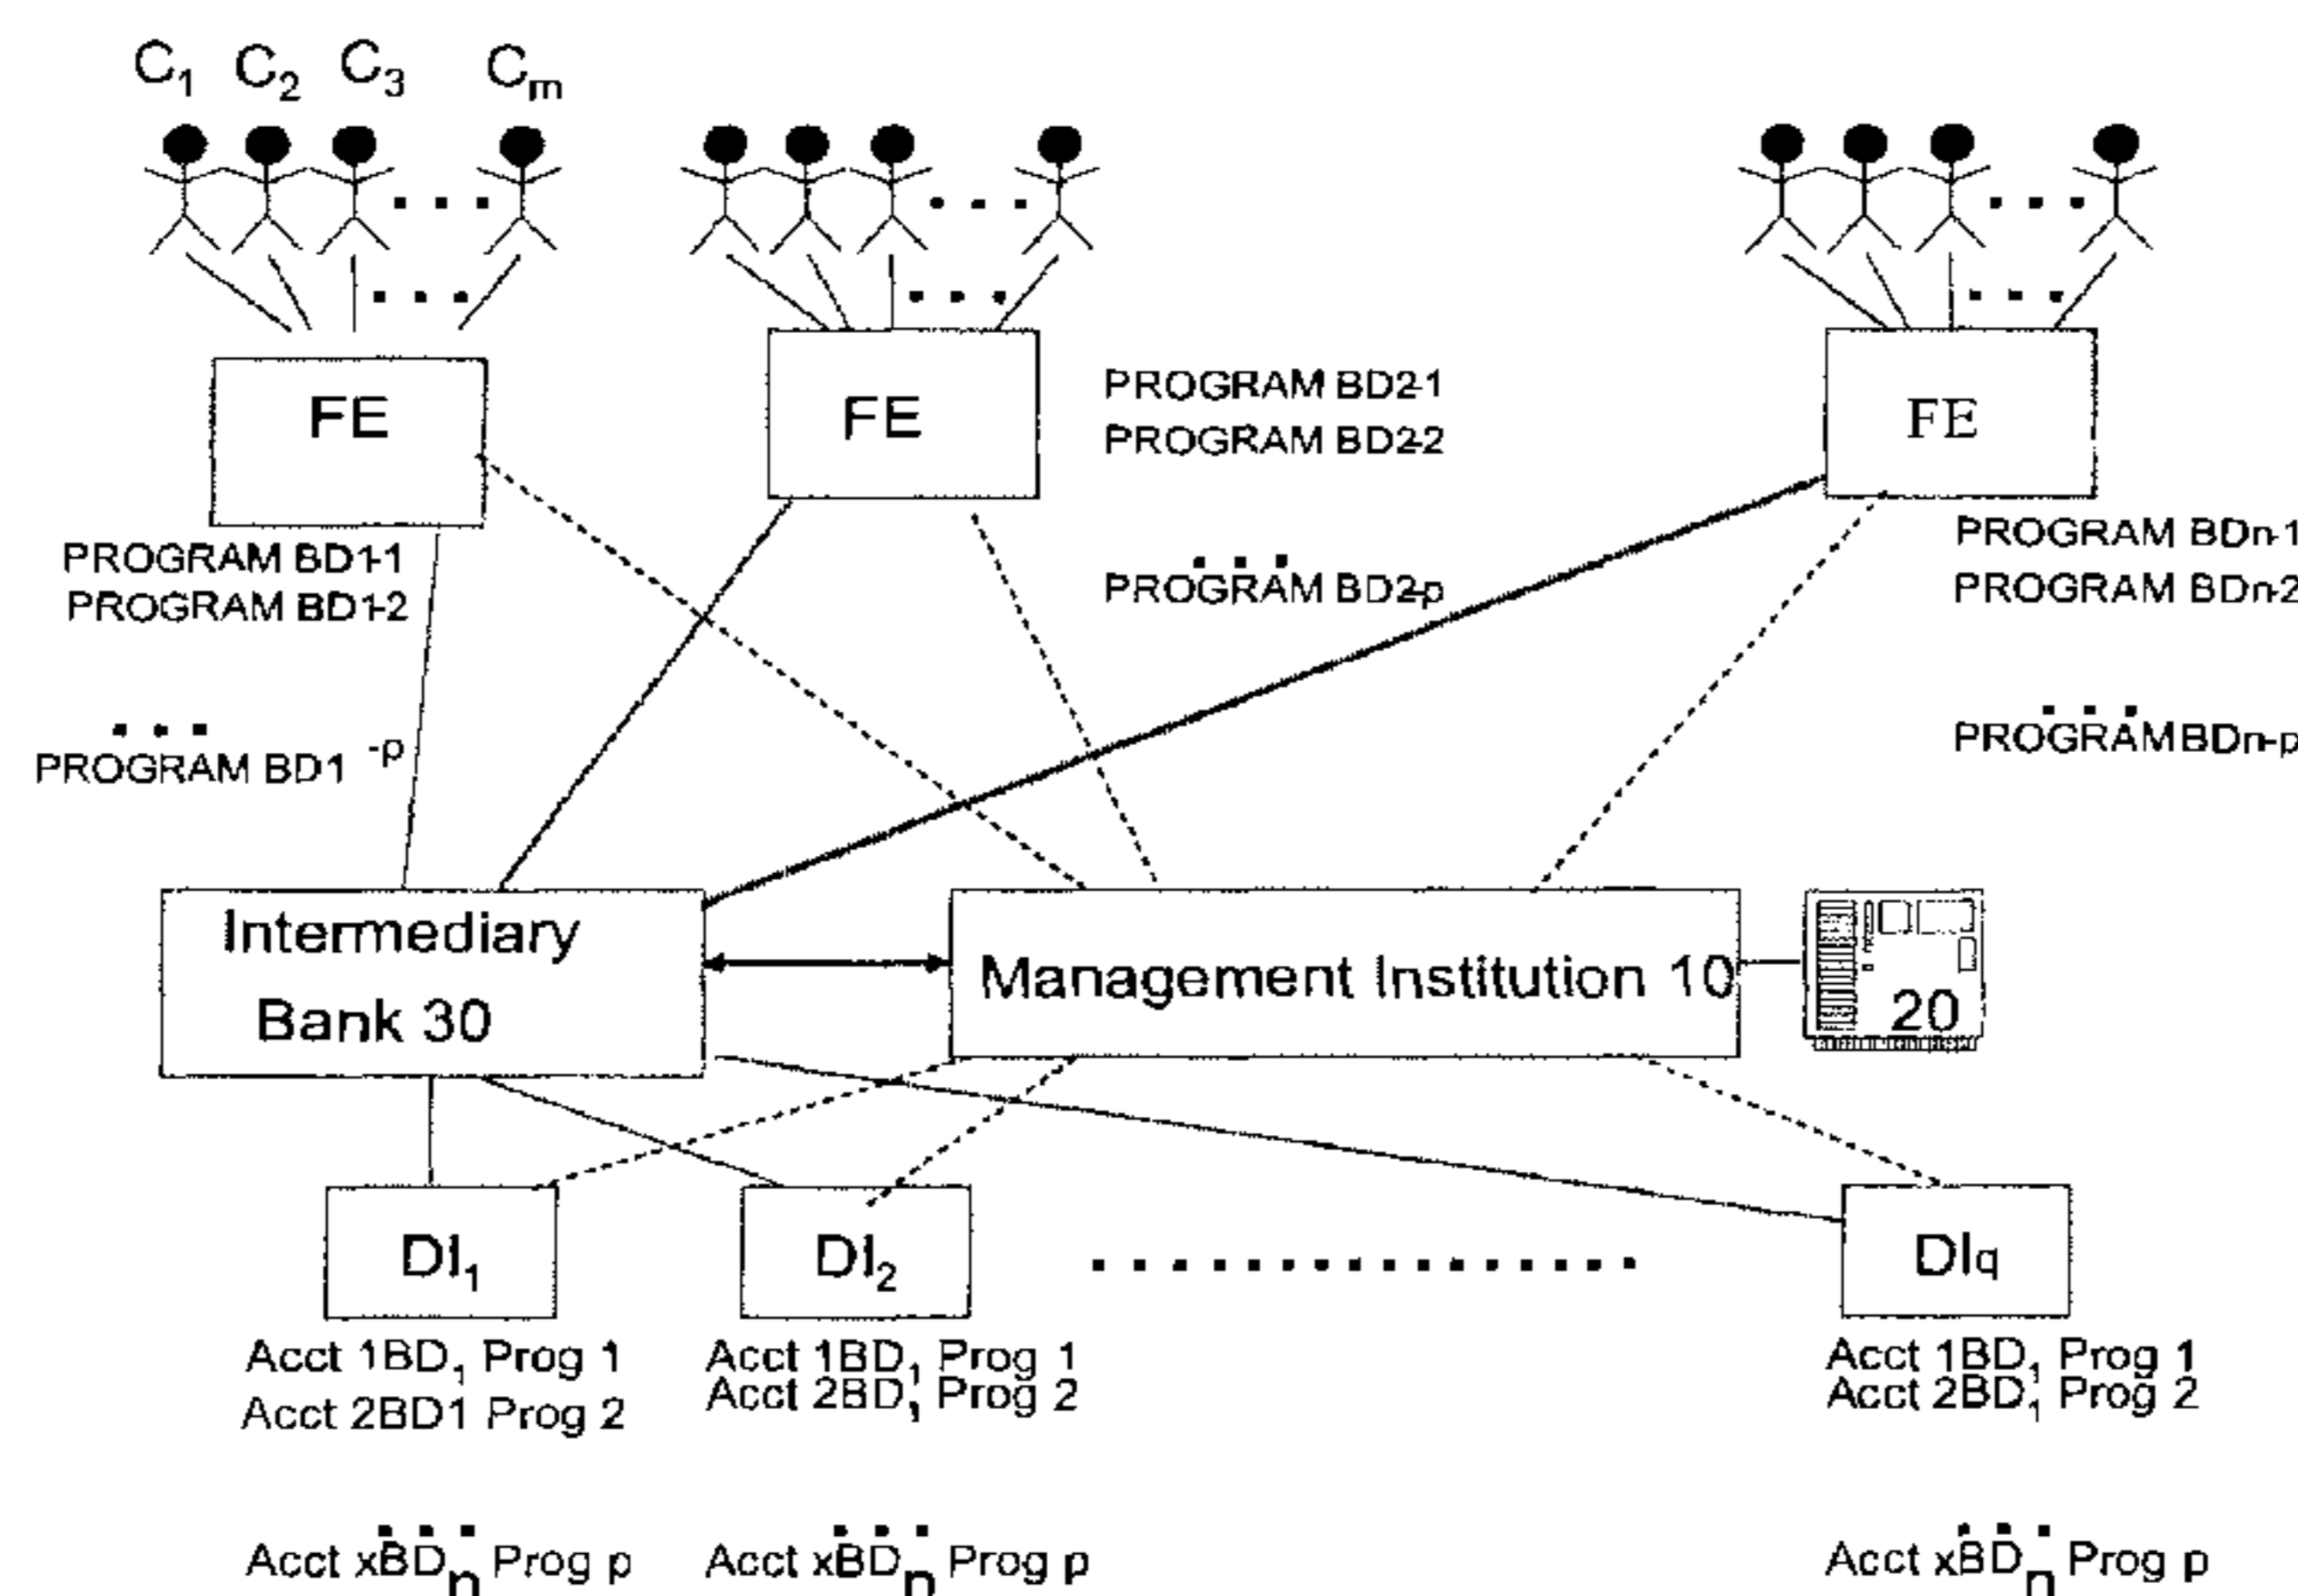 C1 C2 C3 Cm
FE FE FE
PROGRAM BD2-1
PROGRAM BD2-2
PROGRAM BD2-p
PROGRAM BD1-1
PROGRAM BD1-2
PROGRAM BD1 -p
PROGRAM BDn-1
PROGRAM BDn-2
PROGRAM BDn-p
Intermediary
Bank 30
Management Institution 10
20
DI1 DI2 DIq
Acct 1BD1 Prog 1
Acct 2BD1 Prog 2
Acct xBDn Prog p
Acct 1BD1 Prog 1
Acct 2BD1 Prog 2
Acct xBDn Prog p
Acct 1BD1 Prog 1
Acct 2BD1 Prog 2
Acct xBDn Prog p